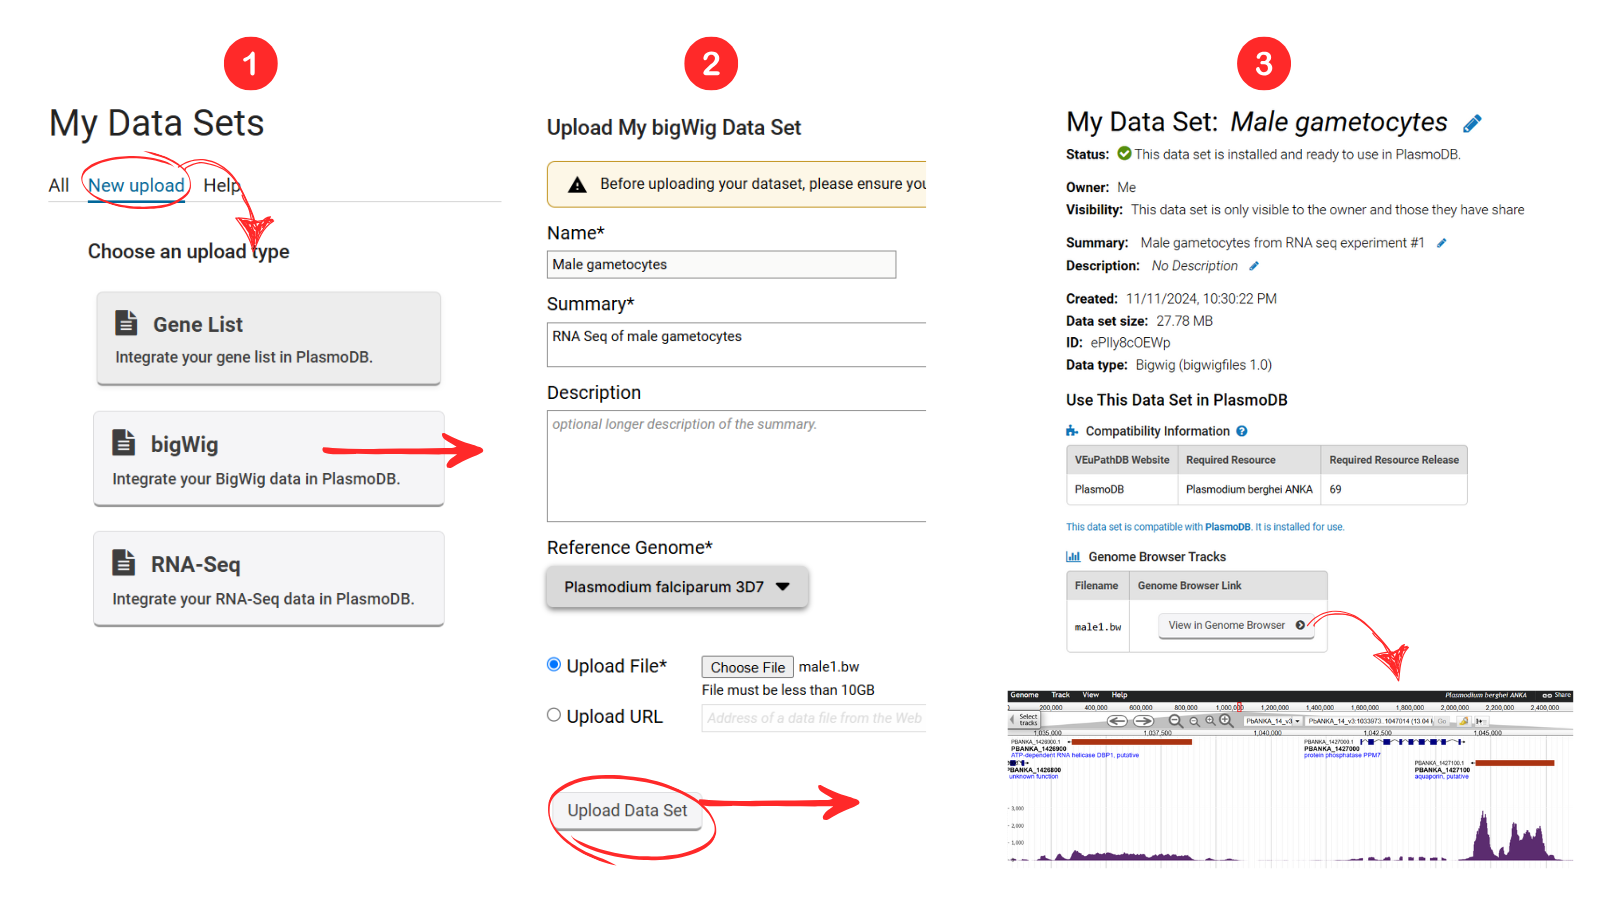 1
My Data Sets
All New upload Help
Choose an upload type
Gene List
Integrate your gene list in PlasmoDB.
bigWig
Integrate your BigWig data in PlasmoDB.
RNA-Seq
Integrate your RNA-Seq data in PlasmoDB.
2
Upload My bigWig Data Set
Before uploading your dataset, please ensure you
Name*
Male gametocytes
Summary*
RNA Seq of male gametocytes
Description
optional longer description of the summary.
Reference Genome*
Plasmodium falciparum 3D7
Upload File* Choose File male1.bw
File must be less than 10GB
Upload URL Address of a data file from the Web
Upload Data Set
3
My Data Set: Male gametocytes
Status: This data set is installed and ready to use in PlasmoDB.
Owner: Me
Visibility: This data set is only visible to the owner and those they have share
Summary: Male gametocytes from RNA seq experiment #1
Description: No Description
Created: 11/11/2024, 10:30:22 PM
Data set size: 27.78 MB
ID: ePIly8cOEWp
Data type: Bigwig (bigwigfiles 1.0)
Use This Data Set in PlasmoDB
Compatibility Information
VEuPathDB Website Required Resource Required Resource Release
PlasmoDB Plasmodium berghei ANKA 69
This data set is compatible with PlasmoDB. It is installed for use.
Genome Browser Tracks
Filename Genome Browser Link
male1.bw View in Genome Browser
Genome Track View Help Plasmodium berghei ANKA Share
200,000 400,000 600,000 800,000 1,000,000 1,200,000 1,400,000 1,600,000 1,800,000 2,000,000 2,200,000 2,400,000
Select tracks PbANKA_14_v3 PbANKA_14_v3:1033973..1047014 (13.04 Go
1,035,000 1,037,500 1,040,000 1,042,500 1,045,000
PBANKA_1426900.1 PBANKA_1427000.1
PBANKA_1426900 PBANKA_1427000
ATP-dependent RNA helicase DBP1, putative protein phosphatase PPM7
PBANKA_1427100.1
PBANKA_1426800 PBANKA_1427100
unknown function aquaporin, putative
3,000
2,000
1,000